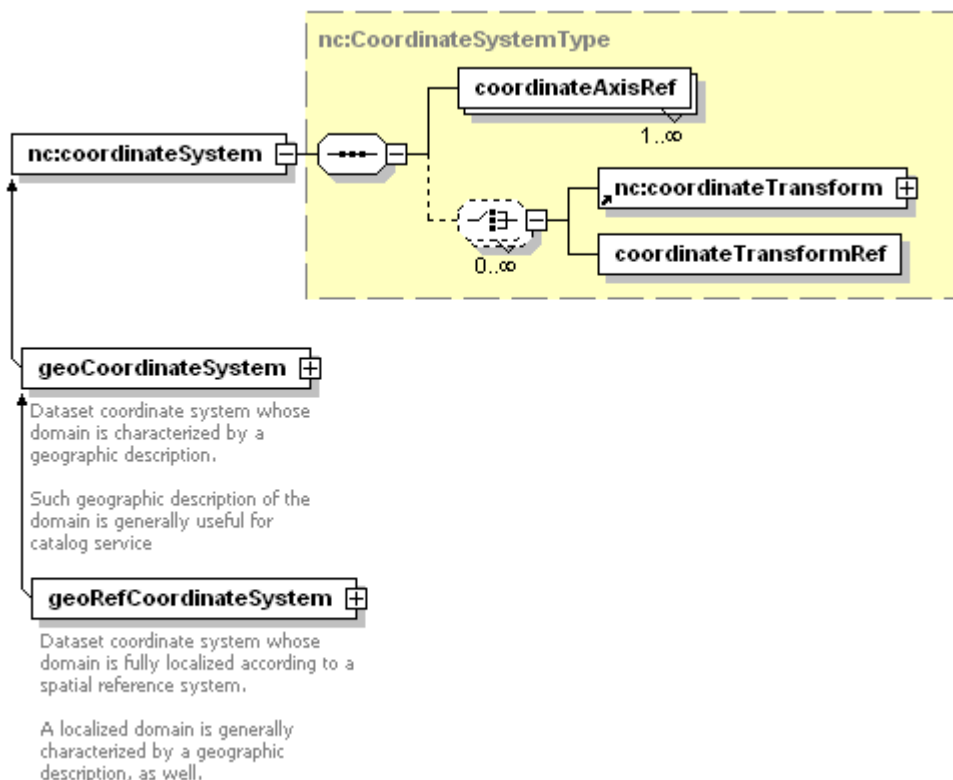 nc:CoordinateSystemType
coordinateAxisRef
1..∞
nc:coordinateSystem
nc:coordinateTransform
0..∞
coordinateTransformRef
geoCoordinateSystem
Dataset coordinate system whose
domain is characterized by a
geographic description.
Such geographic description of the
domain is generally useful for
catalog service
geoRefCoordinateSystem
Dataset coordinate system whose
domain is fully localized according to a
spatial reference system.
A localized domain is generally
characterized by a geographic
description, as well.